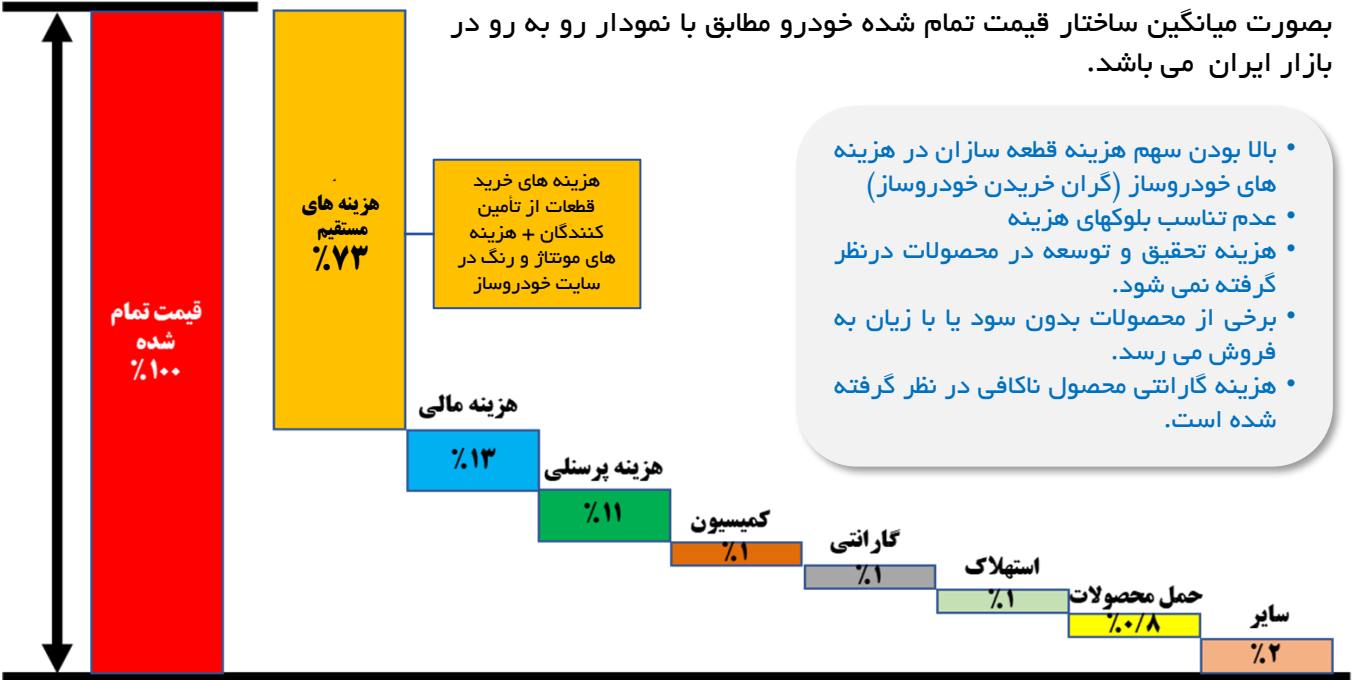 بصورت میانگین ساختار قیمت تمام شده خودرو مطابق با نمودار رو به رو در
بازار ایران می باشد.
• بالا بودن سهم هزینه قطعه سازان در هزینه
های خودروساز (گران خریدن خودروساز)
• عدم تناسب بلوکهای هزینه
• هزینه تحقیق و توسعه در محصولات درنظر
گرفته نمی شود.
• برخی از محصولات بدون سود یا با زیان به
فروش می رسد.
• هزینه گارانتی محصول ناکافی در نظر گرفته
شده است.
قیمت تمام
شده
%۱۰۰
هزینه های
مستقیم
%۷۳
هزینه های خرید
قطعات از تأمین
کنندگان + هزینه
های مونتاژ و رنگ در
سایت خودروساز
هزینه مالی
%۱۳
هزینه پرسنلی
%۱۱
کمیسیون
%۱
گارانتی
%۱
استهلاک
%۱
حمل محصولات
%۰/۸
سایر
%۲